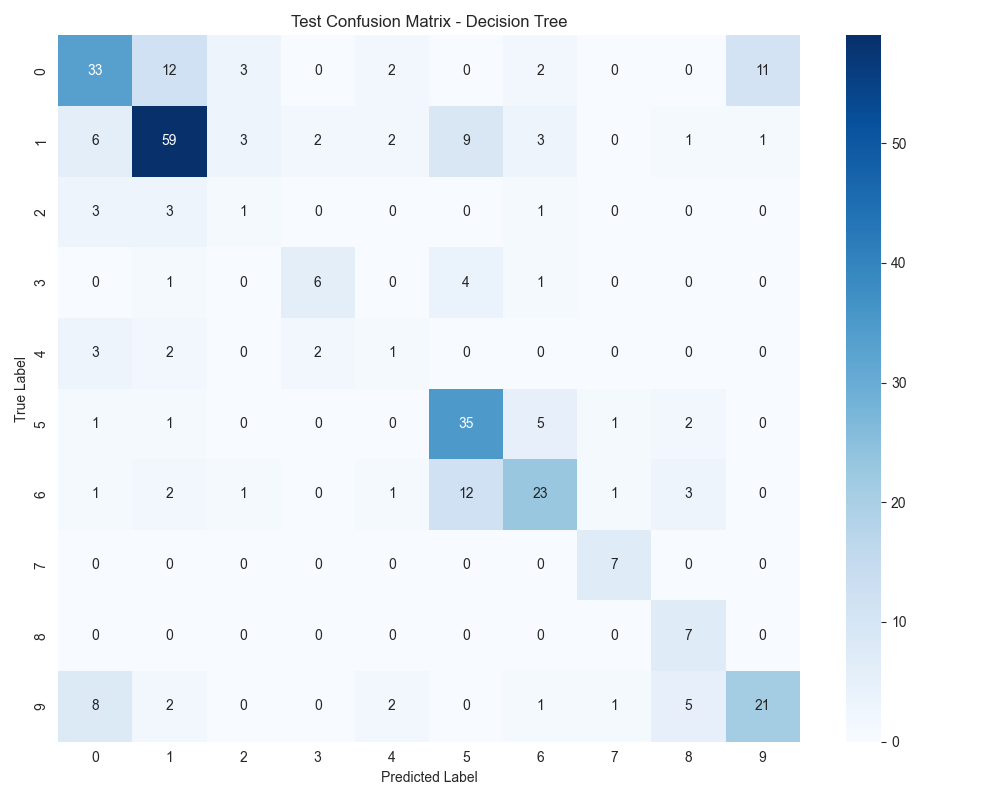 Test Confusion Matrix - Decision Tree
0 33 12 3 0 2 0 2 0 0 11
1 6 59 3 2 2 9 3 0 1 1
2 3 3 1 0 0 0 1 0 0 0
3 0 1 0 6 0 4 1 0 0 0
4 3 2 0 2 1 0 0 0 0 0
5 1 1 0 0 0 35 5 1 2 0
6 1 2 1 0 1 12 23 1 3 0
7 0 0 0 0 0 0 0 7 0 0
8 0 0 0 0 0 0 0 0 7 0
9 8 2 0 0 2 0 1 1 5 21
0 1 2 3 4 5 6 7 8 9
Predicted Label
True Label
50
40
30
20
10
0